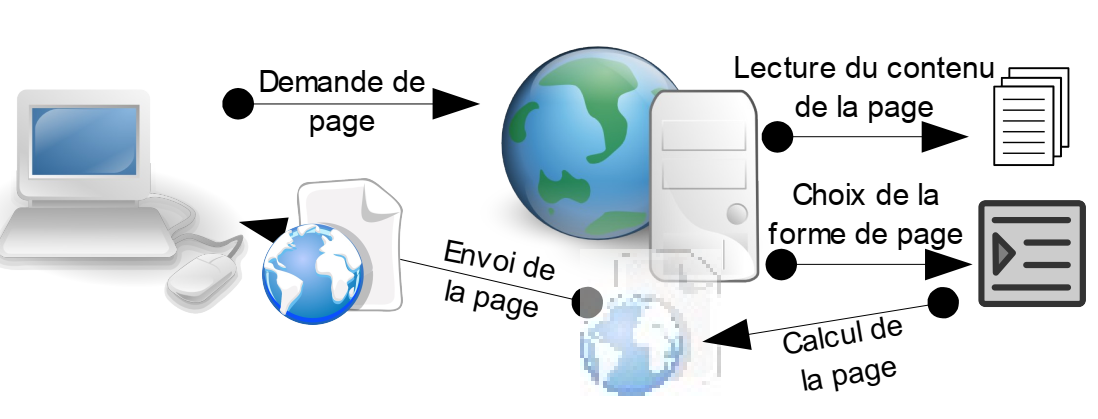 Demande de
page
Lecture du contenu
de la page
Choix de la
forme de page
Envoi de
la page
Calcul de
la page